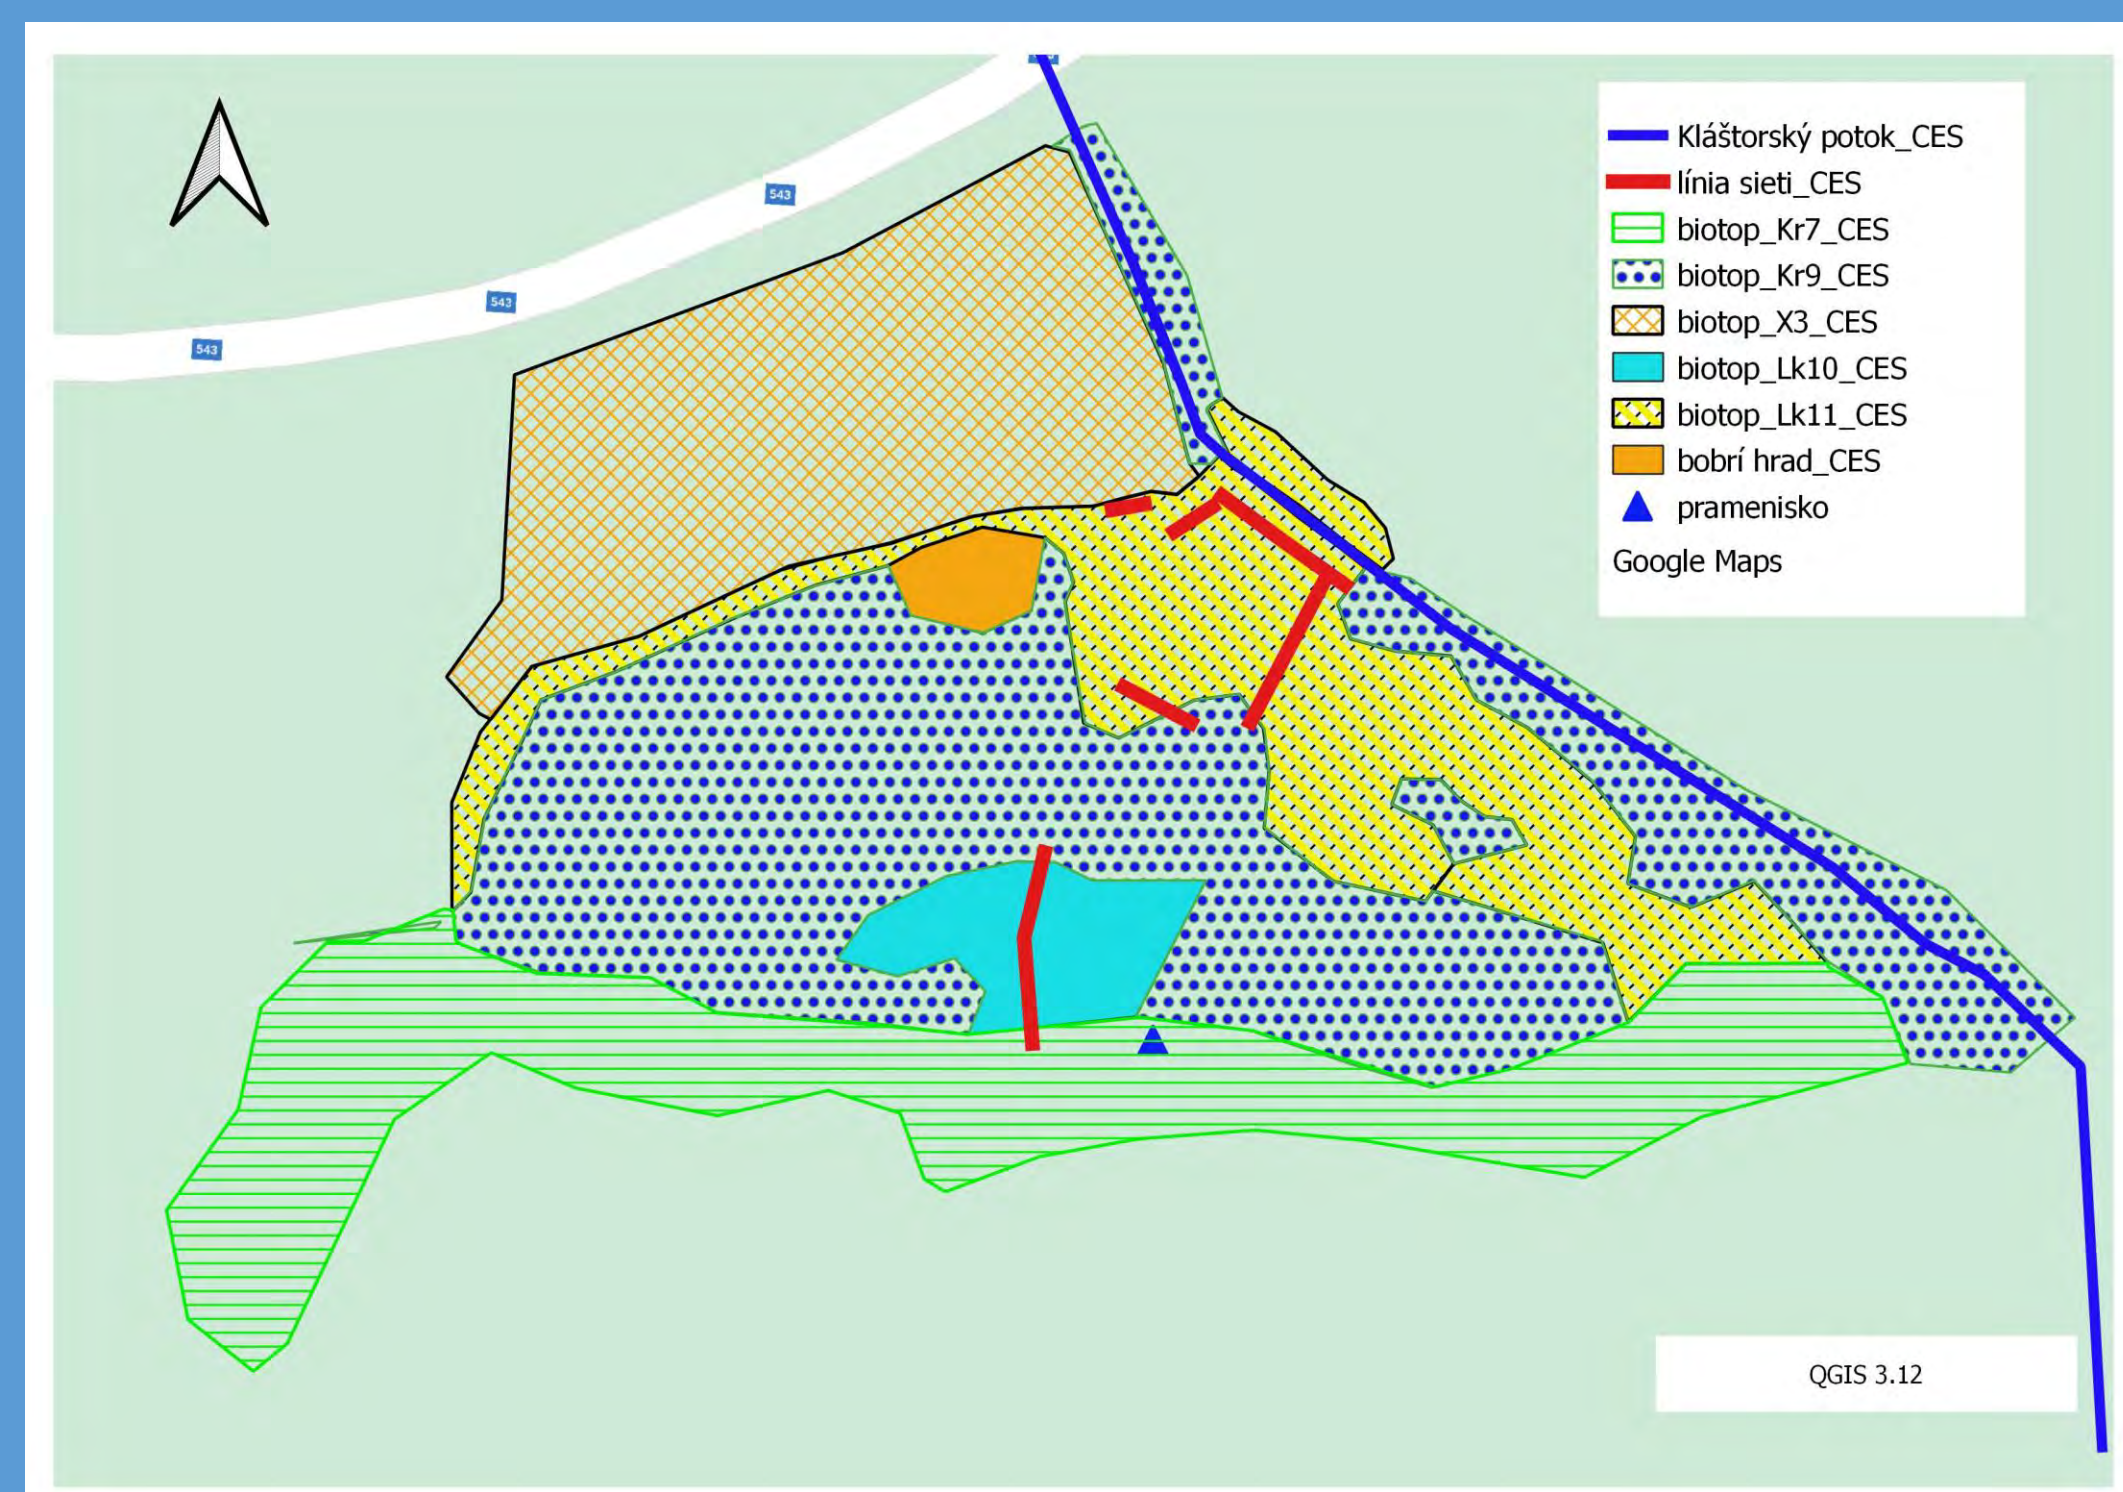 543
543
543
Kláštorský potok_CES
línia sieti_CES
biotop_Kr7_CES
biotop_Kr9_CES
biotop_X3_CES
biotop_Lk10_CES
biotop_Lk11_CES
bobrí hrad_CES
pramenisko
Google Maps
QGIS 3.12